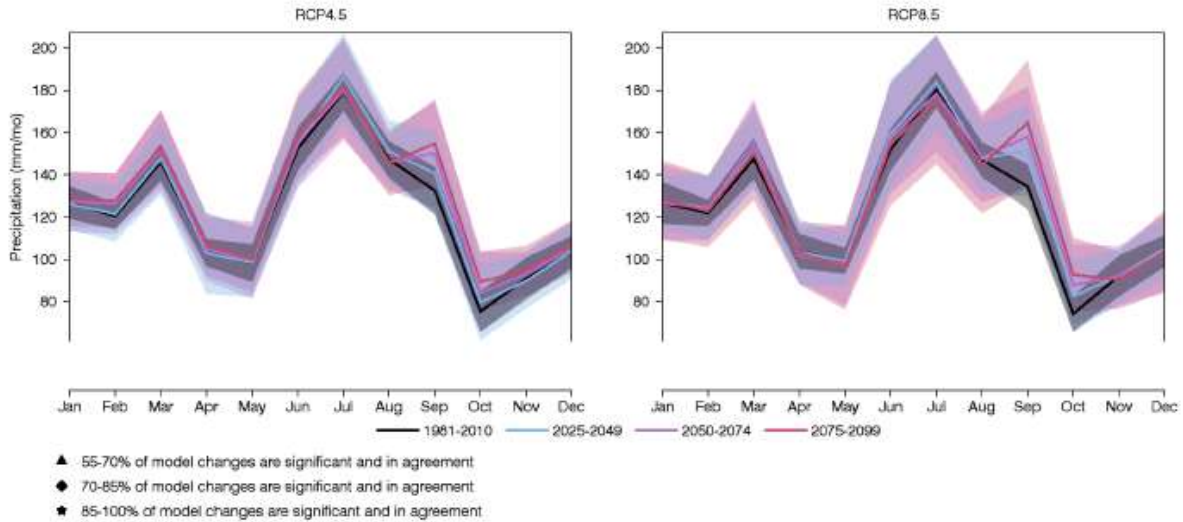 RCP4.5
RCP8.5
Precipitation (mm/mo)
200
180
160
140
120
100
80
200
180
160
140
120
100
80
Jan Feb Mar Apr May Jun Jul Aug Sep Oct Nov Dec
Jan Feb Mar Apr May Jun Jul Aug Sep Oct Nov Dec
1981-2010 2025-2049 2050-2074 2075-2099
55-70% of model changes are significant and in agreement
70-85% of model changes are significant and in agreement
85-100% of model changes are significant and in agreement